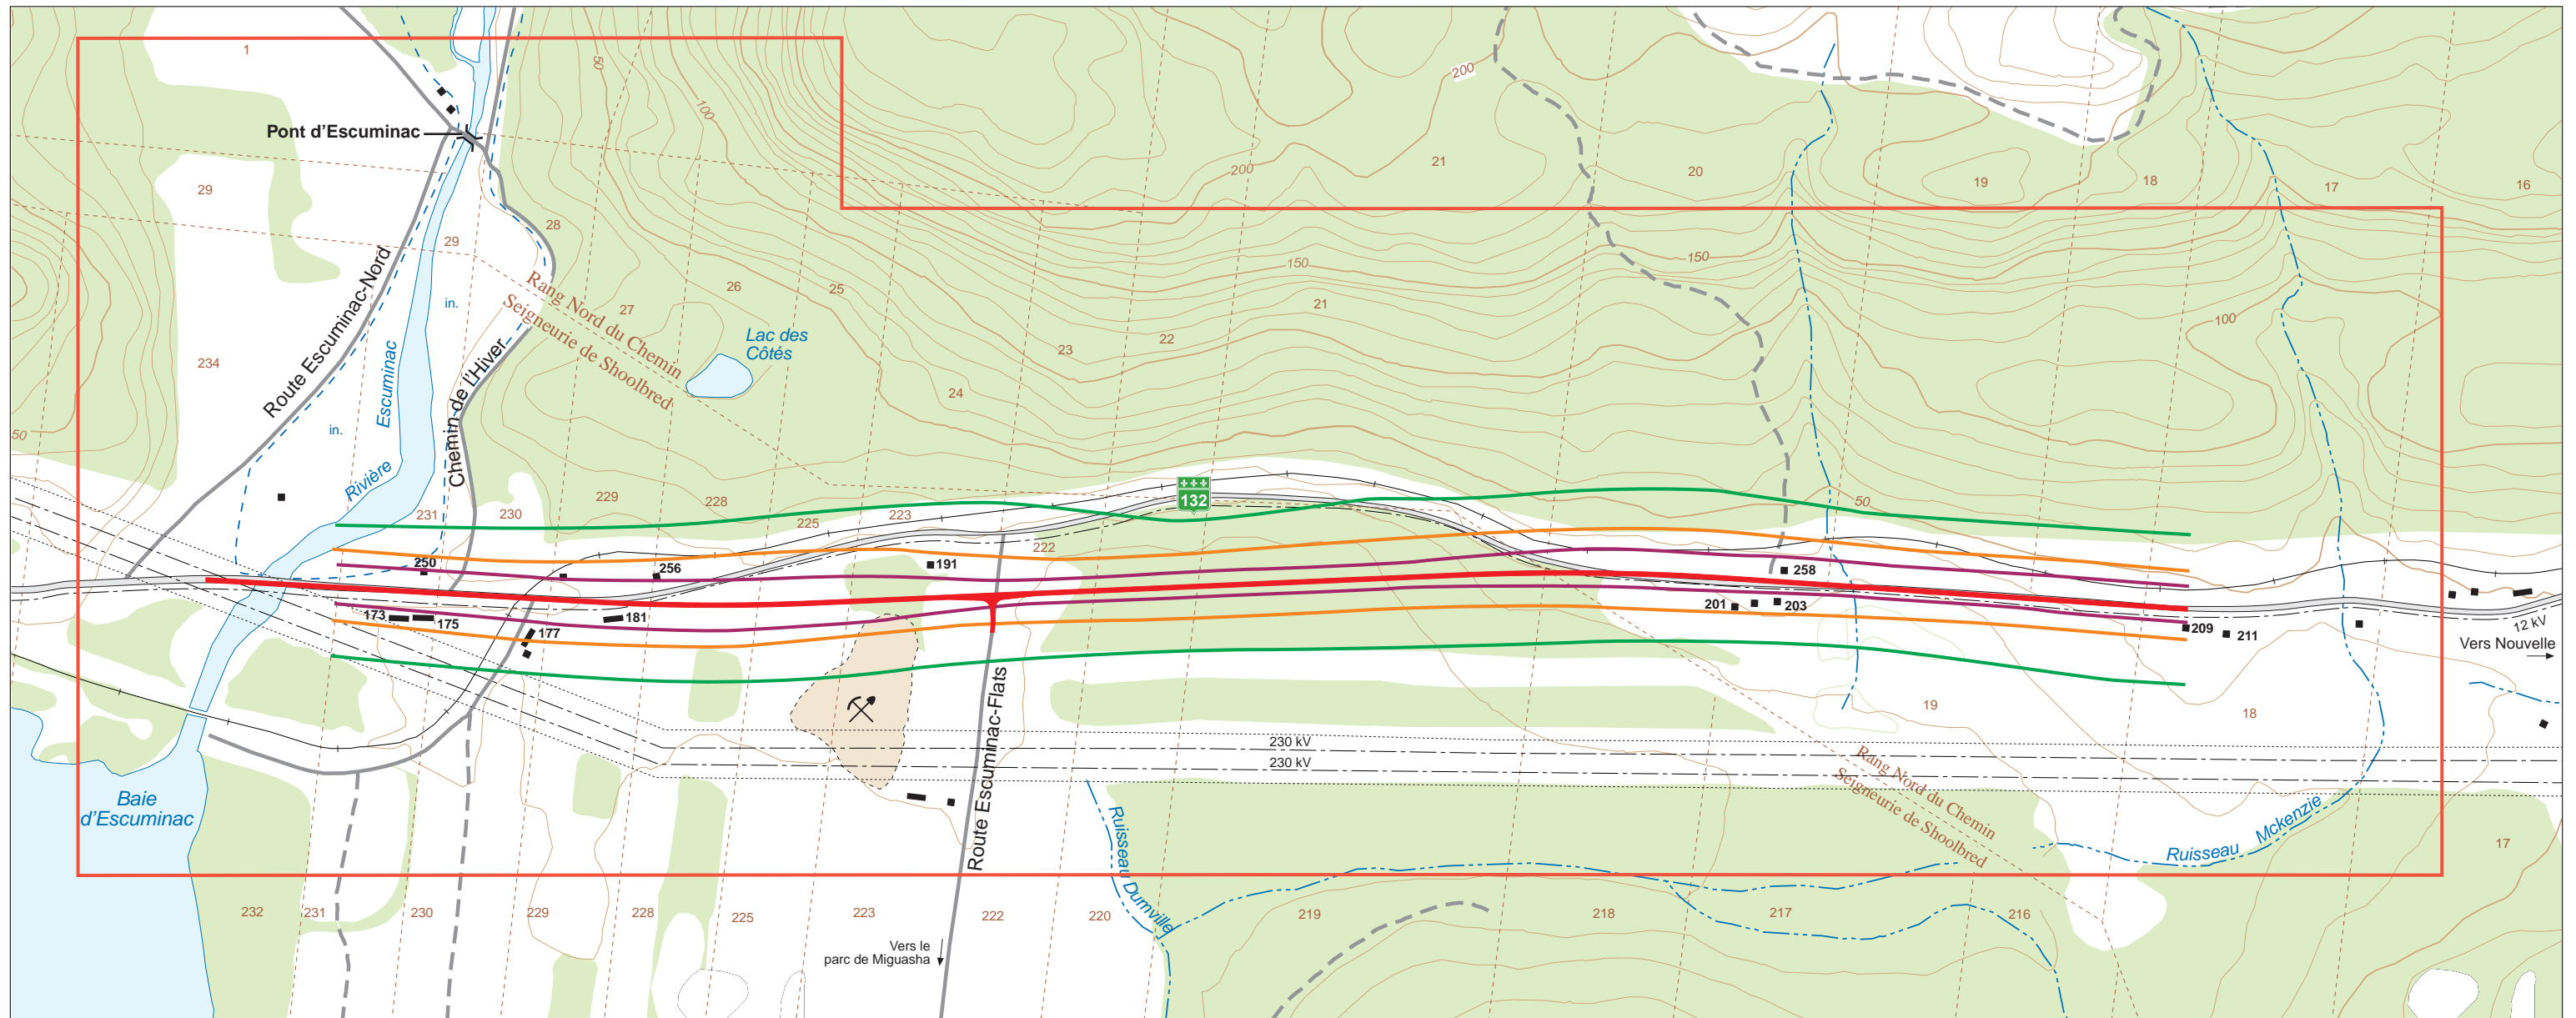 1
50
100
200
Pont d'Escuminac
29
200
21
20
19
18
17
16
28
29
Route Escuminac-Nord
Rang Nord du Chemin
Seigneurie de Shoolbred
150
150
in.
26
25
27
21
100
Lac des
Côtés
22
23
234
Escuminac
Chemin de L'Hiver
24
50
in.
Rivière
229
228
132
50
231
230
225
223
222
250
256
191
258
173
175
181
177
201
203
209
211
12 kV
Vers Nouvelle
Route Escuminac-Flats
19
18
230 kV
230 kV
Rang Nord du Chemin
Seigneurie de Shoolbred
Baie
d'Escuminac
Ruisseau Dumville
Ruisseau Mckenzie
17
232
231
230
229
228
225
223
222
220
219
218
217
216
Vers le
parc de Miguasha